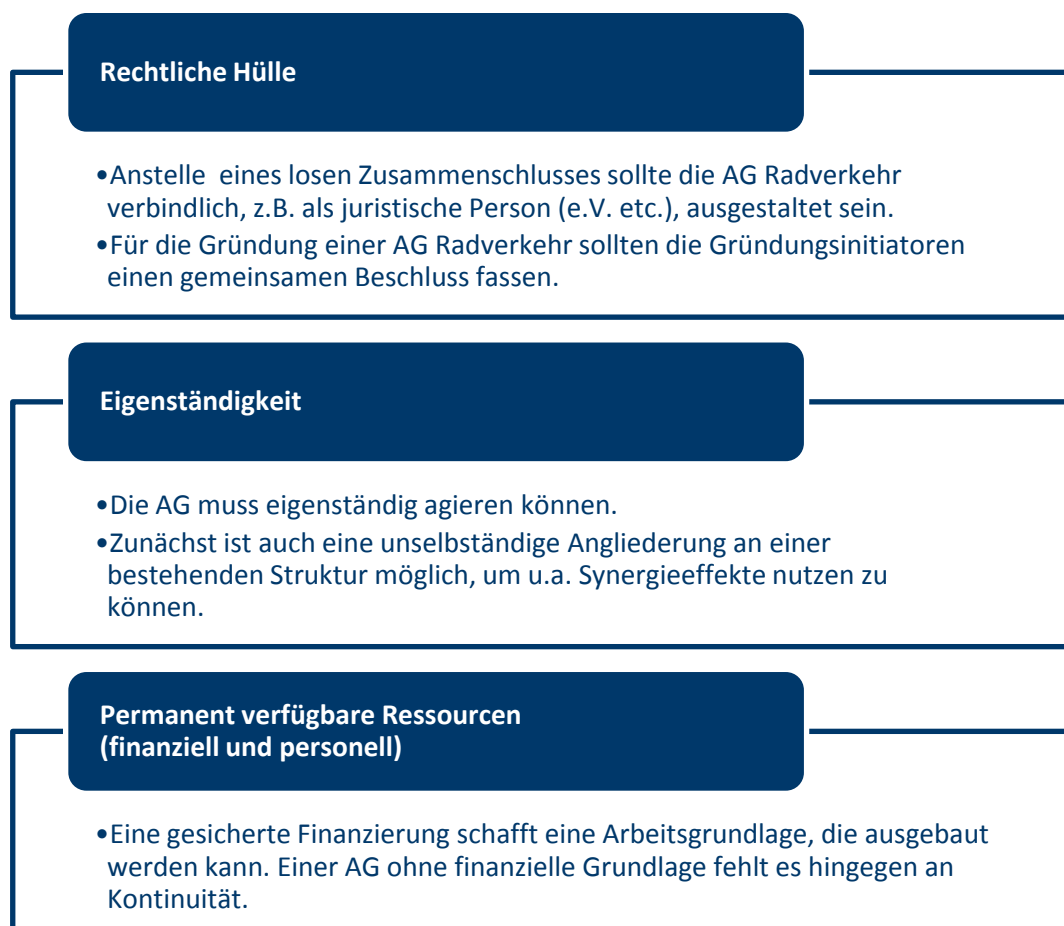 Rechtliche Hülle
•Anstelle  eines losen Zusammenschlusses sollte die AG Radverkehr
verbindlich, z.B. als juristische Person (e.V. etc.), ausgestaltet sein.
•Für die Gründung einer AG Radverkehr sollten die Gründungsinitiatoren
einen gemeinsamen Beschluss fassen.
Eigenständigkeit
•Die AG muss eigenständig agieren können.
•Zunächst ist auch eine unselbständige Angliederung an einer
bestehenden Struktur möglich, um u.a. Synergieeffekte nutzen zu
können.
Permanent verfügbare Ressourcen
(finanziell und personell)
•Eine gesicherte Finanzierung schafft eine Arbeitsgrundlage, die ausgebaut
werden kann. Einer AG ohne finanzielle Grundlage fehlt es hingegen an
Kontinuität.